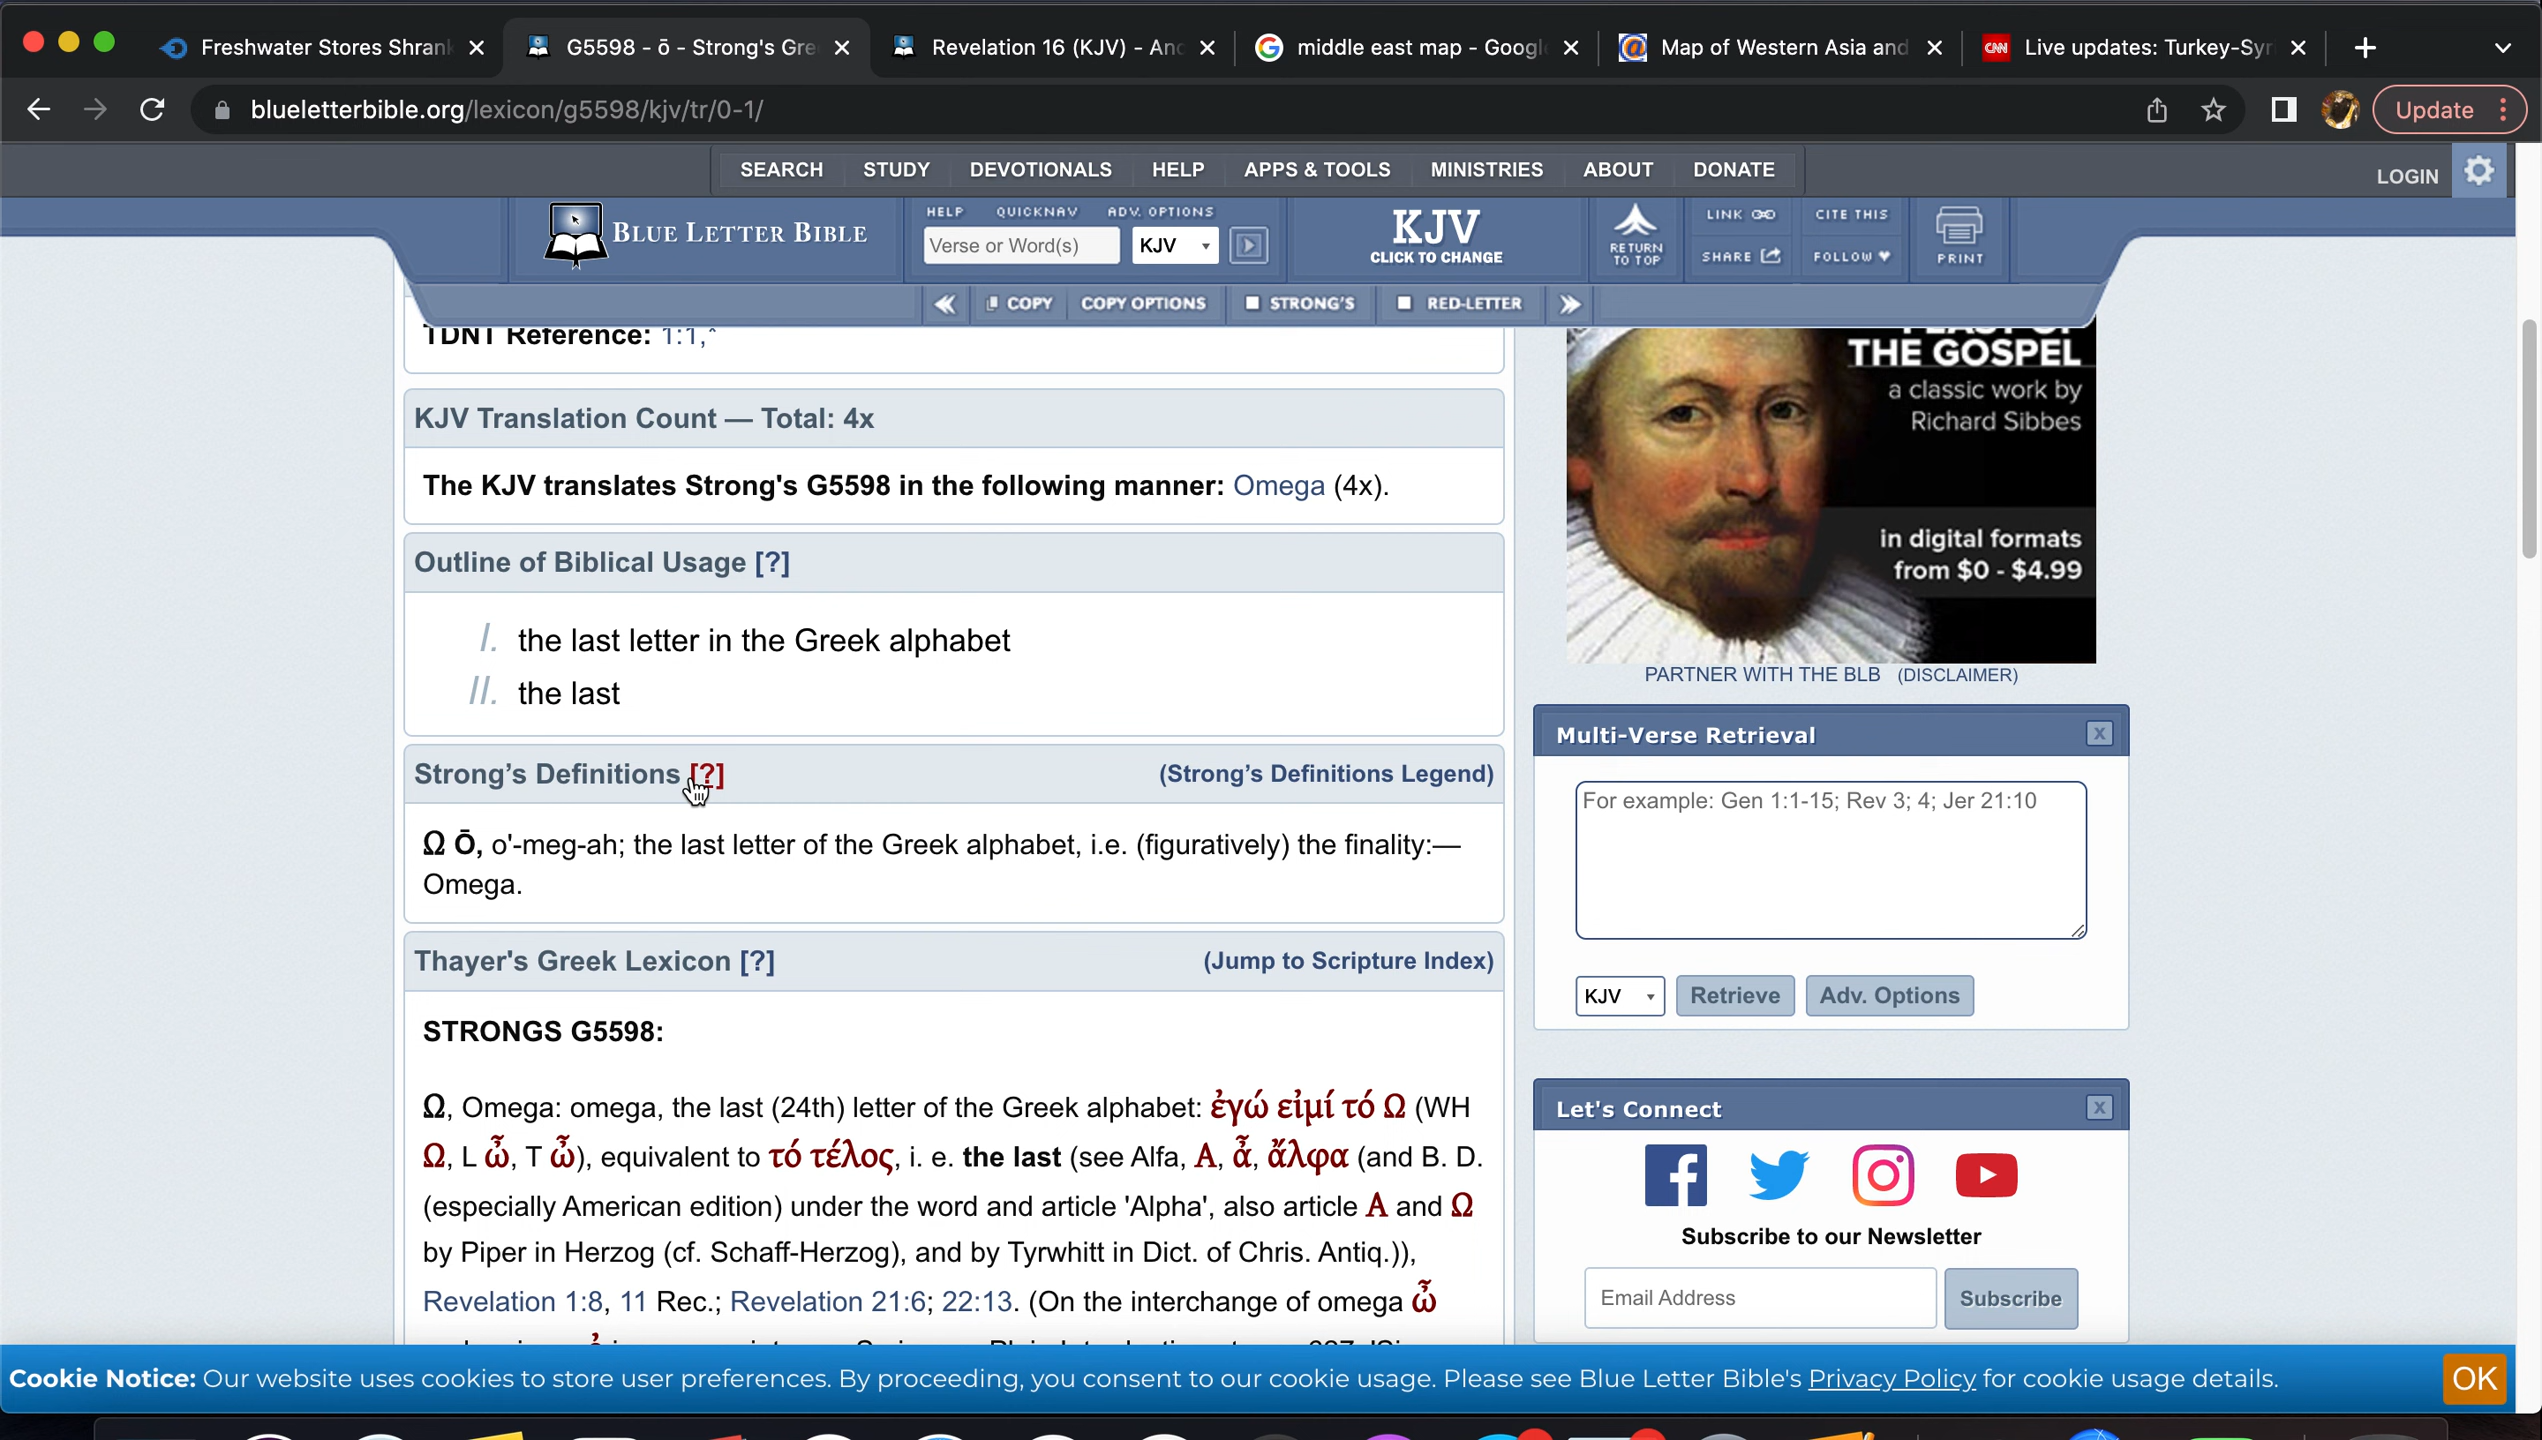 Freshwater Stores Shrank
G5598 - ō - Strong's Gre
Revelation 16 (KJV) - Anc
middle east map - Google
Map of Western Asia and
CNN Live updates: Turkey-Syr
blueletterbible.org/lexicon/g5598/kjv/tr/0-1/
Update
SEARCH STUDY DEVOTIONALS HELP APPS & TOOLS MINISTRIES ABOUT DONATE
LOGIN
BLUE LETTER BIBLE
HELP QUICKNAV ADV. OPTIONS
Verse or Word(s) KJV
KJV
CLICK TO CHANGE
RETURN
TO TOP
LINK
SHARE
CITE THIS
FOLLOW
PRINT
COPY COPY OPTIONS STRONG'S RED-LETTER
TDNT Reference: 1:1,*
KJV Translation Count — Total: 4x
The KJV translates Strong's G5598 in the following manner: Omega (4x).
Outline of Biblical Usage [?]
I. the last letter in the Greek alphabet
II. the last
Strong’s Definitions [?] (Strong’s Definitions Legend)
Ω Ō, o'-meg-ah; the last letter of the Greek alphabet, i.e. (figuratively) the finality:—
Omega.
Thayer's Greek Lexicon [?] (Jump to Scripture Index)
STRONGS G5598:
Ω, Omega: omega, the last (24th) letter of the Greek alphabet: ἐγώ εἰμί τό Ω (WH
Ω, L ὦ, T ὦ), equivalent to τό τέλος, i. e. the last (see Alfa, Α, ἆ, ἄλφα (and B. D.
(especially American edition) under the word and article 'Alpha', also article Α and Ω
by Piper in Herzog (cf. Schaff-Herzog), and by Tyrwhitt in Dict. of Chris. Antiq.)),
Revelation 1:8, 11 Rec.; Revelation 21:6; 22:13. (On the interchange of omega ὦ
THE GOSPEL
a classic work by
Richard Sibbes
in digital formats
from $0 - $4.99
PARTNER WITH THE BLB (DISCLAIMER)
Multi-Verse Retrieval x
For example: Gen 1:1-15; Rev 3; 4; Jer 21:10
KJV Retrieve Adv. Options
Let's Connect x
Subscribe to our Newsletter
Email Address Subscribe
Cookie Notice: Our website uses cookies to store user preferences. By proceeding, you consent to our cookie usage. Please see Blue Letter Bible's Privacy Policy for cookie usage details. OK